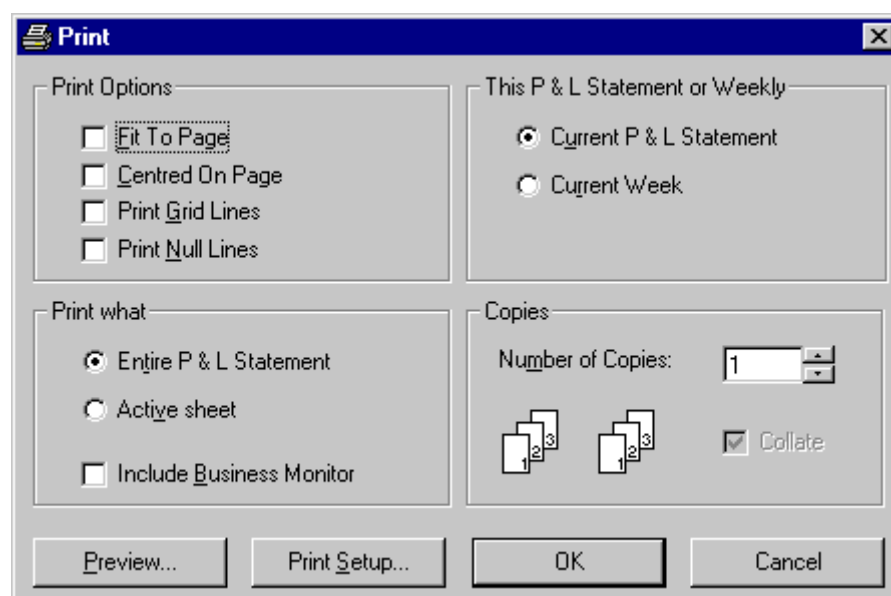 Print
Print Options
Fit To Page
Centred On Page
Print Grid Lines
Print Null Lines
This P & L Statement or Weekly
Current P & L Statement
Current Week
Print what
Entire P & L Statement
Active sheet
Include Business Monitor
Copies
Number of Copies: 1
1 2 3 1 2 3
Collate
Preview... Print Setup... OK Cancel